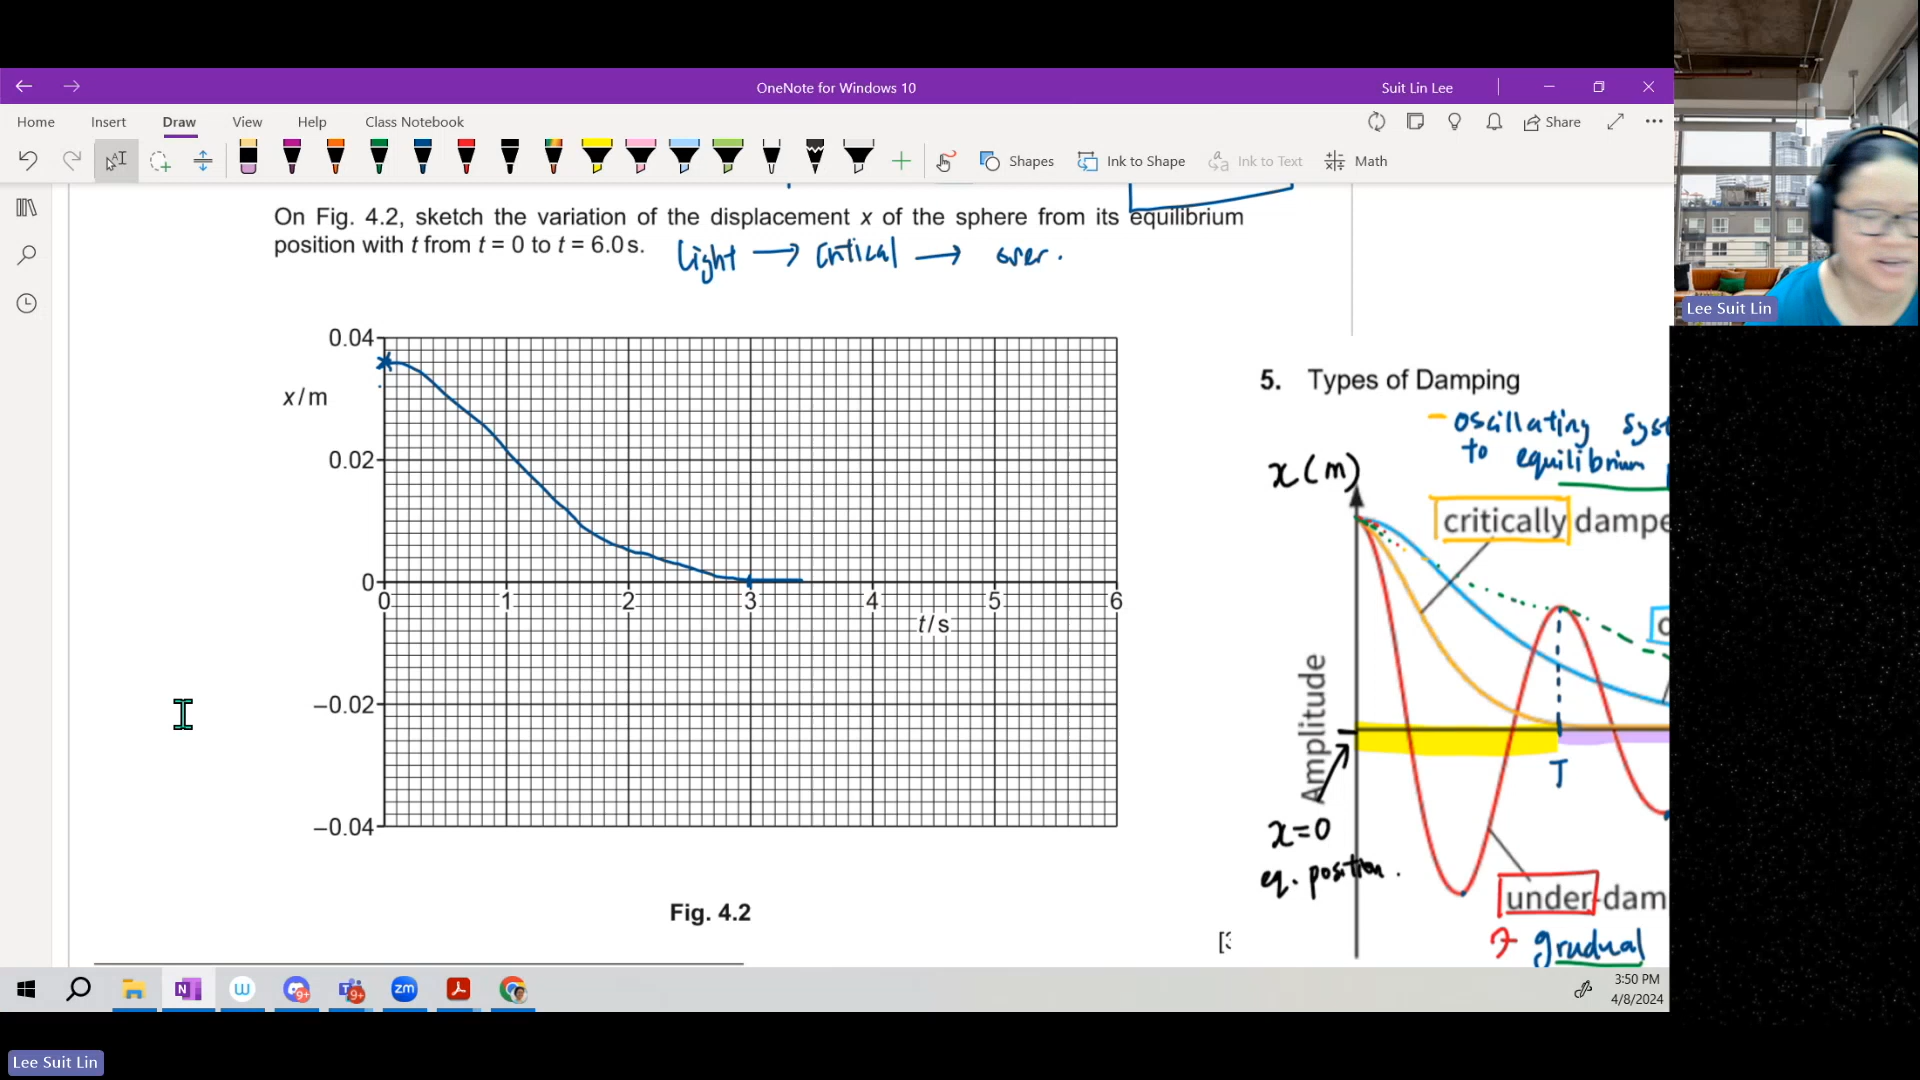 OneNote for Windows 10
Suit Lin Lee
Home Insert Draw View Help Class Notebook
Share
Shapes Ink to Shape Ink to Text Math
On Fig. 4.2, sketch the variation of the displacement x of the sphere from its equilibrium
position with t from t = 0 to t = 6.0 s.
light → critical → over.
0.04
x / m
0.02
0
0 1 2 3 4 5 6
t / s
−0.02
−0.04
Fig. 4.2
[3
5. Types of Damping
- oscillating syst
to equilibrium
x (m)
critically dampe
Amplitude
T
x = 0
eq. position.
under-dam
gradual
Lee Suit Lin
3:50 PM
4/8/2024
Lee Suit Lin